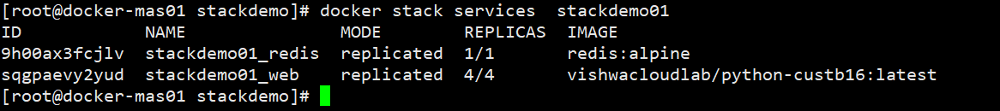 [root@docker-mas01 stackdemo]# docker stack services  stackdemo01
ID             NAME               MODE         REPLICAS   IMAGE
9h00ax3fcjlv   stackdemo01_redis   replicated   1/1        redis:alpine
sqgpaevy2yud   stackdemo01_web     replicated   4/4        vishwacloudlab/python-custb16:latest
[root@docker-mas01 stackdemo]#